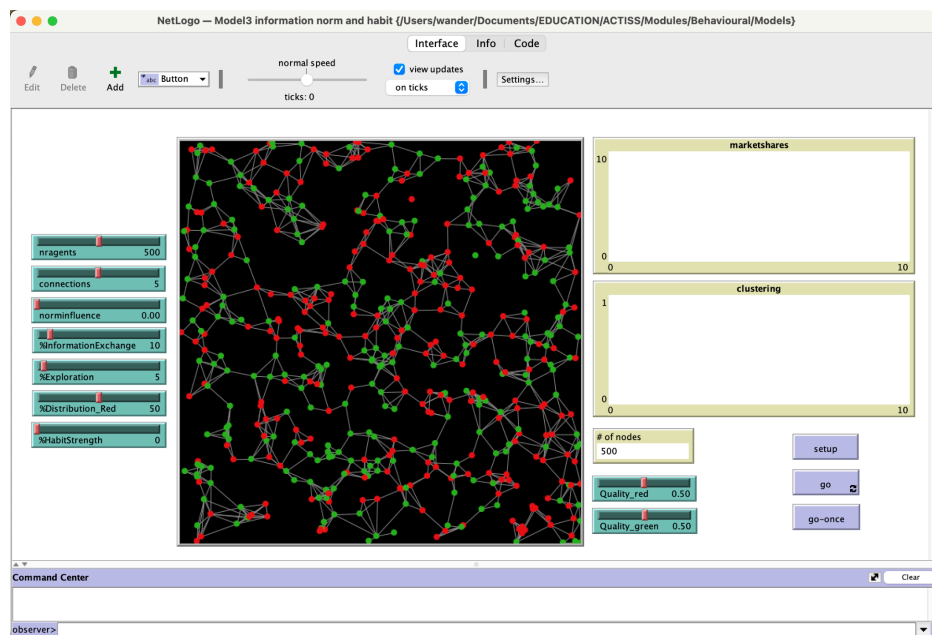 NetLogo — Model3 information norm and habit {/Users/wander/Documents/EDUCATION/ACTISS/Modules/Behavioural/Models}
Interface Info Code
Edit Delete Add abc Button
normal speed
ticks: 0
view updates
on ticks
Settings...
nragents 500
connections 5
norminfluence 0.00
%InformationExchange 10
%Exploration 5
%Distribution_Red 50
%HabitStrength 0
marketshares
10
0
0 10
clustering
1
0
0 10
# of nodes
500
Quality_red 0.50
Quality_green 0.50
setup
go
go-once
Command Center
Clear
observer>